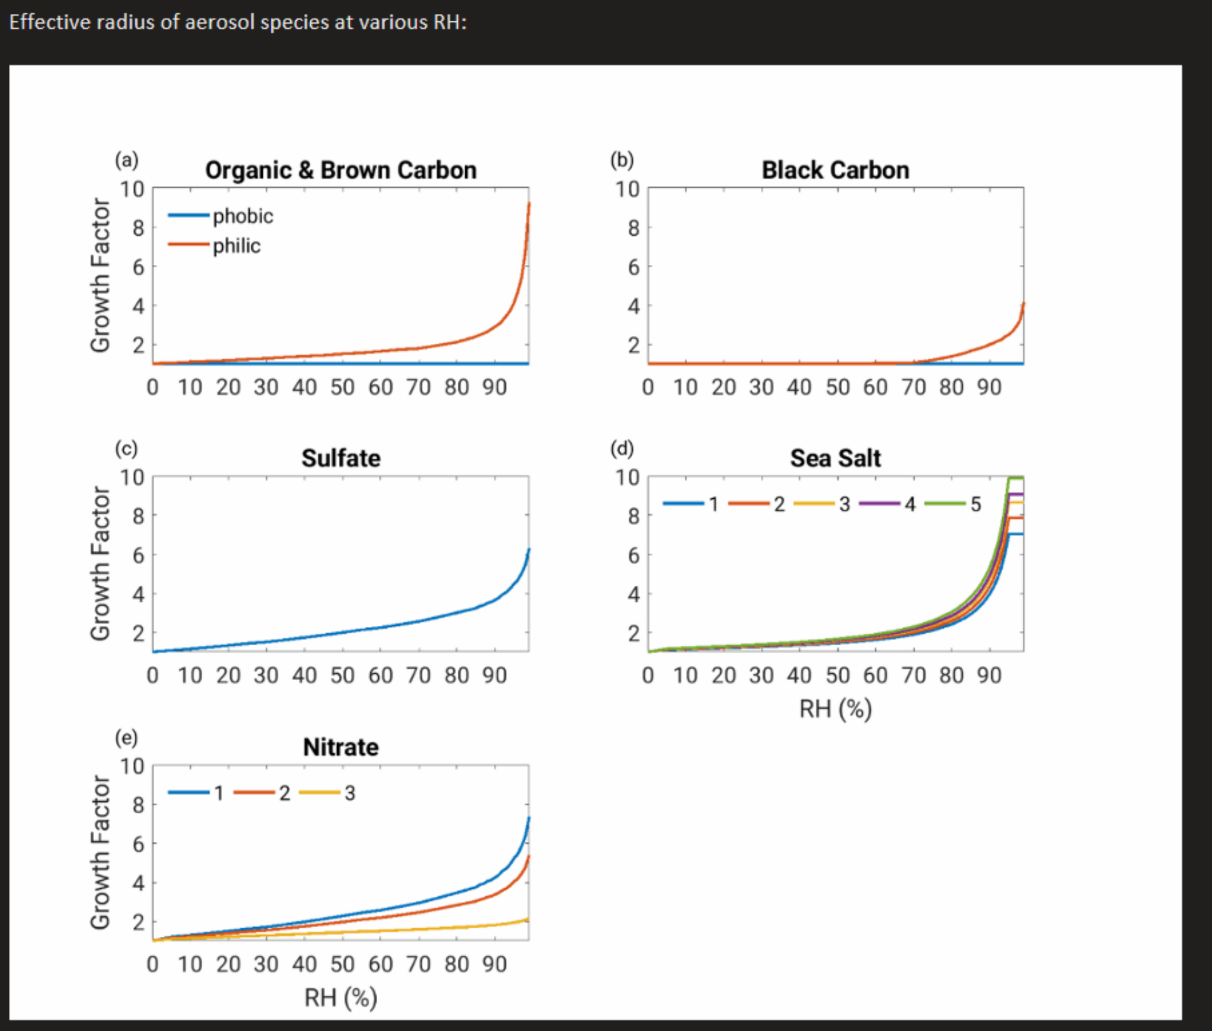 Effective radius of aerosol species at various RH:
(a)
Organic & Brown Carbon
Growth Factor
10
8
6
4
2
phobic
philic
0 10 20 30 40 50 60 70 80 90
(b)
Black Carbon
10
8
6
4
2
0 10 20 30 40 50 60 70 80 90
(c)
Sulfate
Growth Factor
10
8
6
4
2
0 10 20 30 40 50 60 70 80 90
(d)
Sea Salt
10
8
6
4
2
1 2 3 4 5
0 10 20 30 40 50 60 70 80 90
RH (%)
(e)
Nitrate
Growth Factor
10
8
6
4
2
1 2 3
0 10 20 30 40 50 60 70 80 90
RH (%)